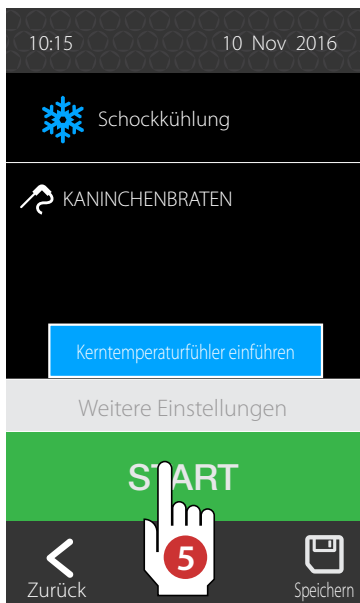 10:15 10 Nov 2016
Schockkühlung
KANINCHENBRATEN
Kerntemperaturfühler einführen
Weitere Einstellungen
START
5
Zurück Speichern